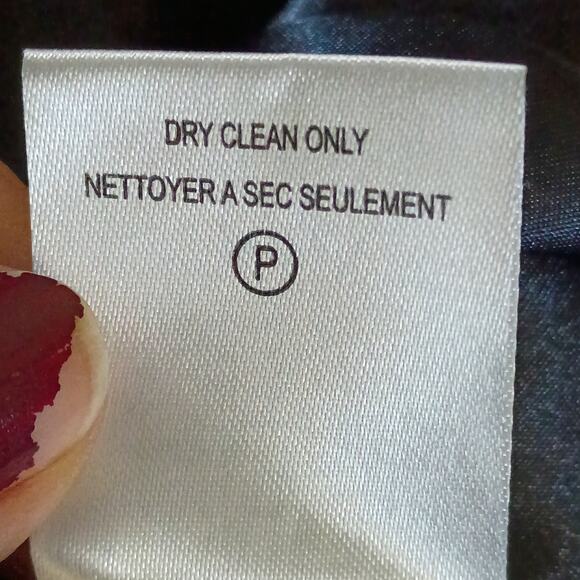 DRY CLEAN ONLY
NETTOYER A SEC SEULEMENT
P